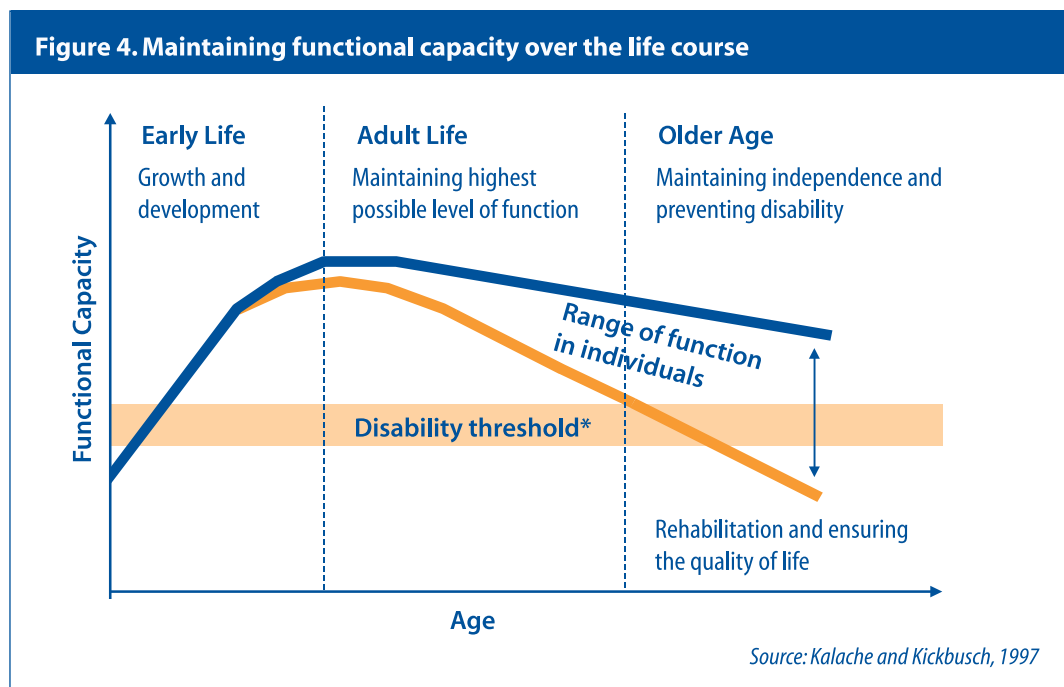 Figure 4. Maintaining functional capacity over the life course
Early Life
Growth and
development
Adult Life
Maintaining highest
possible level of function
Older Age
Maintaining independence and
preventing disability
Functional Capacity
Range of function
in individuals
Disability threshold*
Rehabilitation and ensuring
the quality of life
Age
Source: Kalache and Kickbusch, 1997